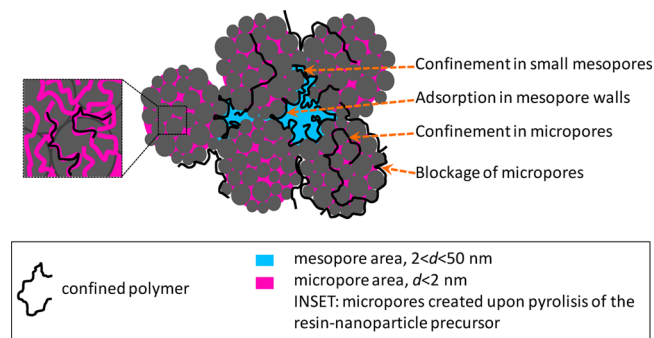 Confinement in small mesopores
Adsorption in mesopore walls
Confinement in micropores
Blockage of micropores
confined polymer
mesopore area, 2<d<50 nm
micropore area, d<2 nm
INSET: micropores created upon pyrolisis of the
resin-nanoparticle precursor